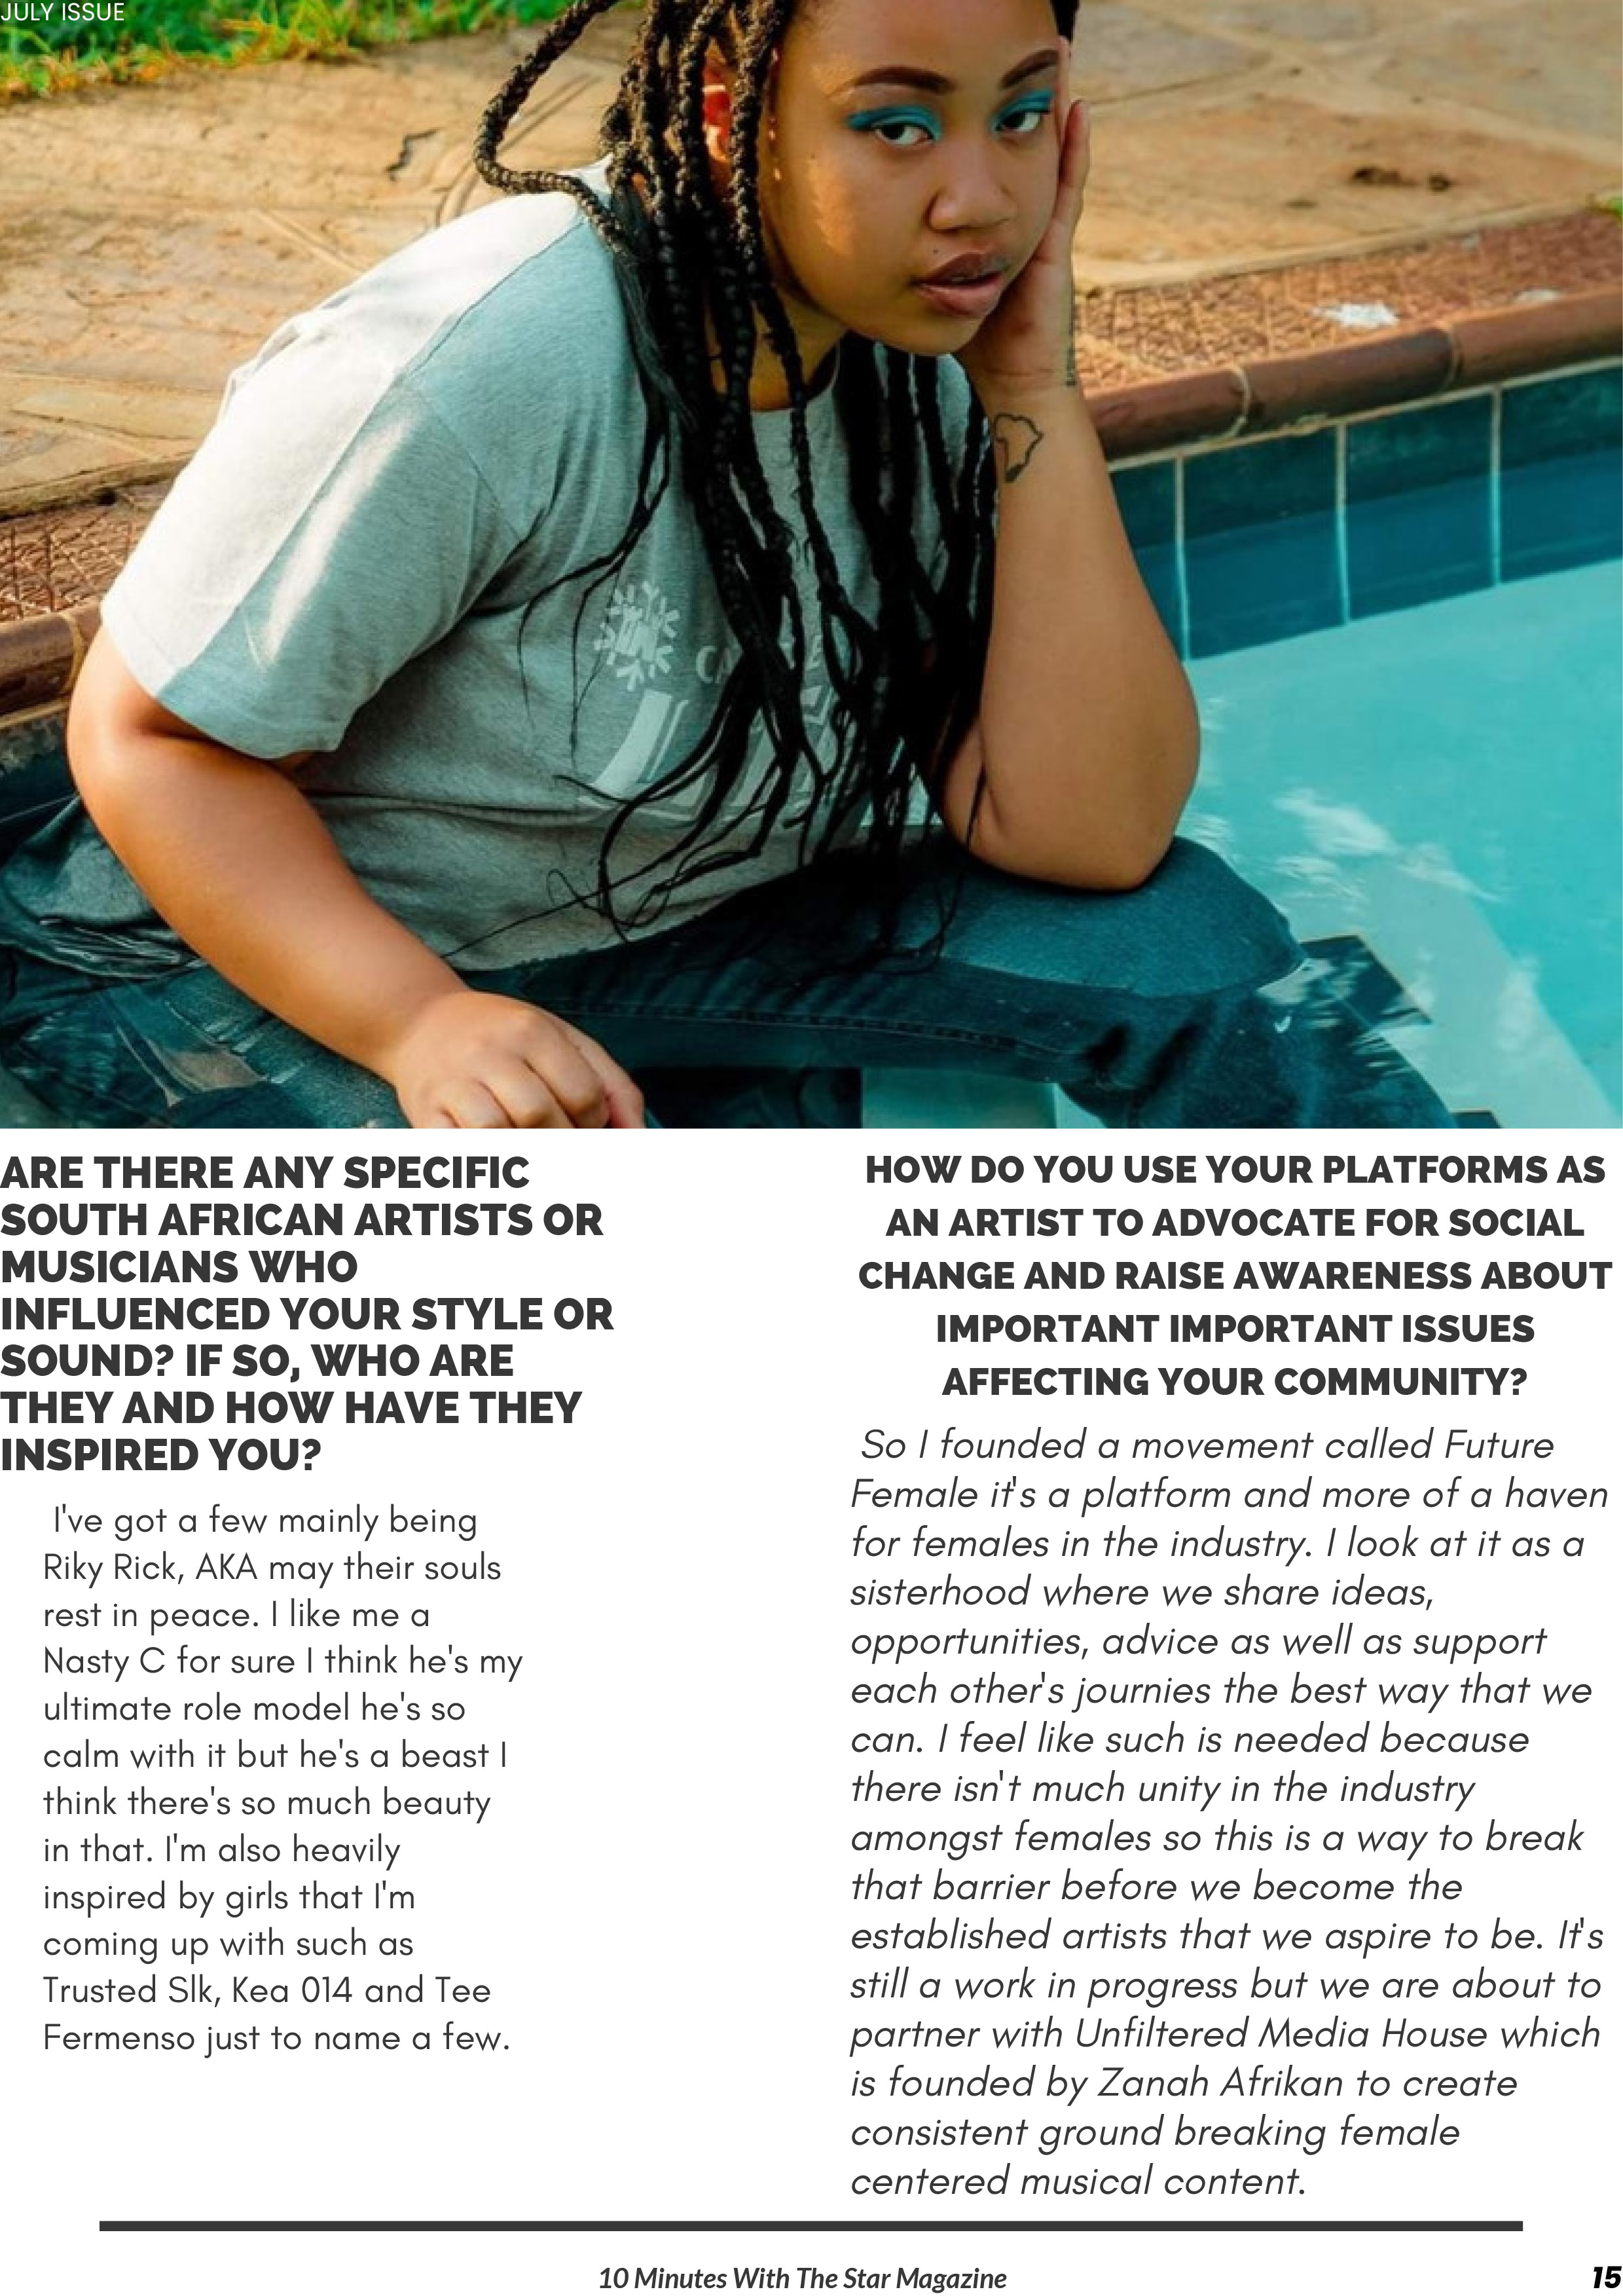 JULY ISSUE
ARE THERE ANY SPECIFIC
SOUTH AFRICAN ARTISTS OR
MUSICIANS WHO
INFLUENCED YOUR STYLE OR
SOUND? IF SO, WHO ARE
THEY AND HOW HAVE THEY
INSPIRED YOU?
I've got a few mainly being
Riky Rick, AKA may their souls
rest in peace. I like me a
Nasty C for sure I think he's my
ultimate role model he's so
calm with it but he's a beast I
think there's so much beauty
in that. I'm also heavily
inspired by girls that I'm
coming up with such as
Trusted Slk, Kea 014 and Tee
Fermenso just to name a few.
HOW DO YOU USE YOUR PLATFORMS AS
AN ARTIST TO ADVOCATE FOR SOCIAL
CHANGE AND RAISE AWARENESS ABOUT
IMPORTANT IMPORTANT ISSUES
AFFECTING YOUR COMMUNITY?
So I founded a movement called Future
Female it's a platform and more of a haven
for females in the industry. I look at it as a
sisterhood where we share ideas,
opportunities, advice as well as support
each other's journies the best way that we
can. I feel like such is needed because
there isn't much unity in the industry
amongst females so this is a way to break
that barrier before we become the
established artists that we aspire to be. It's
still a work in progress but we are about to
partner with Unfiltered Media House which
is founded by Zanah Afrikan to create
consistent ground breaking female
centered musical content.
10 Minutes With The Star Magazine
15